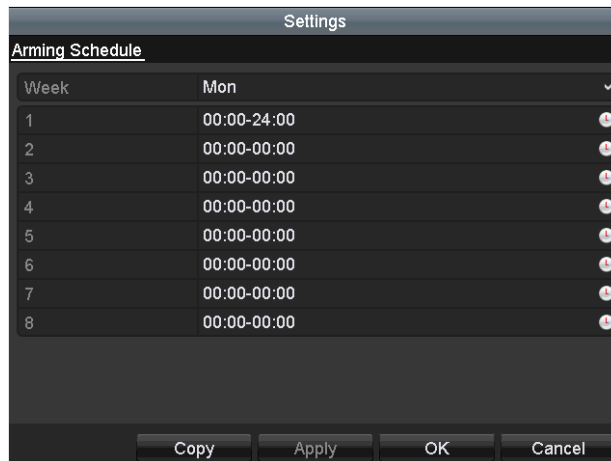 Settings
Arming Schedule
Week Mon
1 00:00-24:00
2 00:00-00:00
3 00:00-00:00
4 00:00-00:00
5 00:00-00:00
6 00:00-00:00
7 00:00-00:00
8 00:00-00:00
Copy Apply OK Cancel